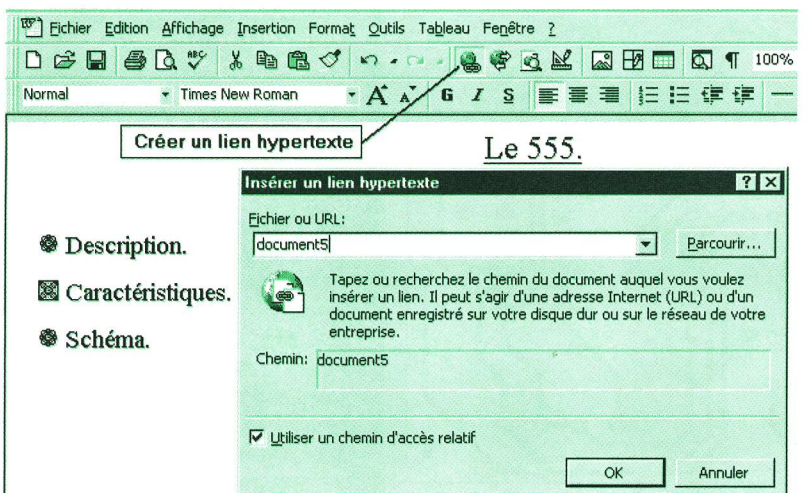 Fichier Edition Affichage Insertion Format Outils Tableau Fenêtre ?
ABC
100%
Normal Times New Roman A A G I S
Créer un lien hypertexte
Le 555.
Insérer un lien hypertexte
Fichier ou URL:
Description.
document5
Parcourir...
Caractéristiques.
Tapez ou recherchez le chemin du document auquel vous voulez
insérer un lien. Il peut s'agir d'une adresse Internet (URL) ou d'un
document enregistré sur votre disque dur ou sur le réseau de votre
entreprise.
Schéma.
Chemin: document5
Utiliser un chemin d'accès relatif
OK Annuler